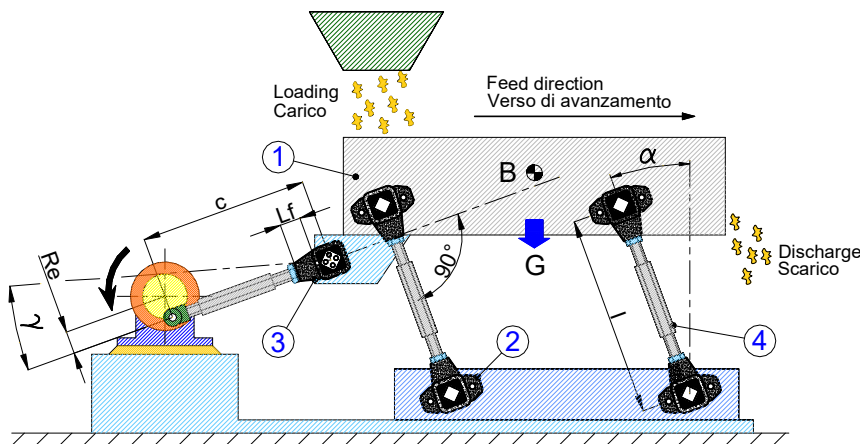 Loading
Carico
Feed direction
Verso di avanzamento
1
B
α
c
Lf
G
90°
Discharge
Scarico
Re
γ
l
3
2
4